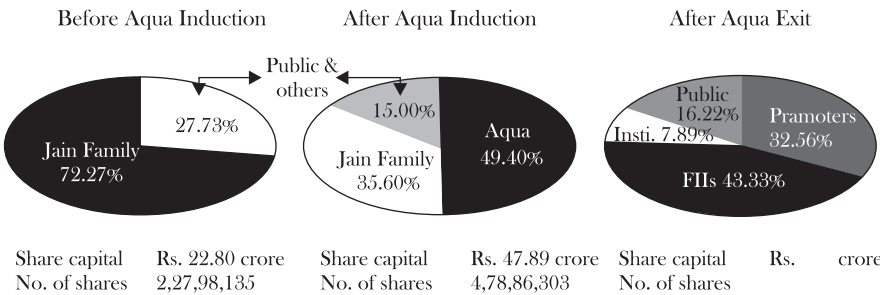 Before Aqua Induction
After Aqua Induction
After Aqua Exit
Public &
others
27.73%
Jain Family
72.27%
15.00%
Aqua
49.40%
Jain Family
35.60%
Public
16.22%
Pramoters
32.56%
Insti. 7.89%
FIIs 43.33%
Share capital Rs. 22.80 crore
No. of shares 2,27,98,135
Share capital Rs. 47.89 crore
No. of shares 4,78,86,303
Share capital Rs. crore
No. of shares